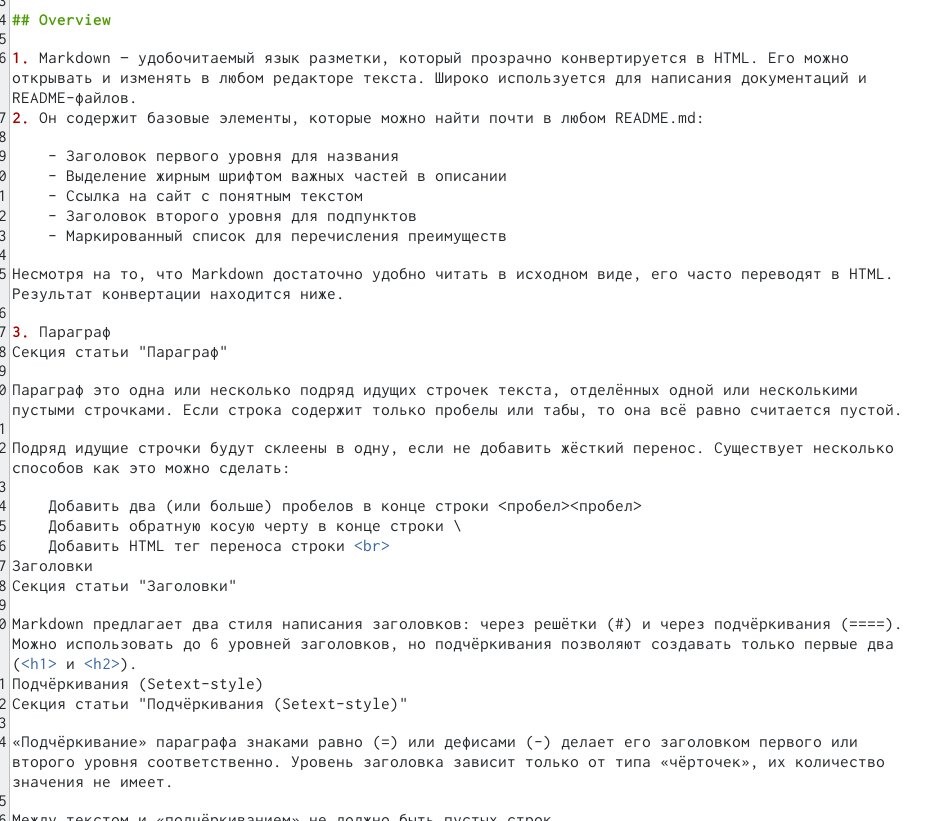 3
4 ## Overview
5
6 1. Markdown – удобочитаемый язык разметки, который прозрачно конвертируется в HTML. Его можно
открывать и изменять в любом редакторе текста. Широко используется для написания документаций и
README-файлов.
7 2. Он содержит базовые элементы, которые можно найти почти в любом README.md:
8
9 - Заголовок первого уровня для названия
0 - Выделение жирным шрифтом важных частей в описании
1 - Ссылка на сайт с понятным текстом
2 - Заголовок второго уровня для подпунктов
3 - Маркированный список для перечисления преимуществ
4
5 Несмотря на то, что Markdown достаточно удобно читать в исходном виде, его часто переводят в HTML.
Результат конвертации находится ниже.
6
7 3. Параграф
8 Секция статьи "Параграф"
9
0 Параграф это одна или несколько подряд идущих строчек текста, отделённых одной или несколькими
пустыми строчками. Если строка содержит только пробелы или табы, то она всё равно считается пустой.
1
2 Подряд идущие строчки будут склеены в одну, если не добавить жёсткий перенос. Существует несколько
способов как это можно сделать:
3
4 Добавить два (или больше) пробелов в конце строки <пробел><пробел>
5 Добавить обратную косую черту в конце строки \
6 Добавить HTML тег переноса строки <br>
7 Заголовки
8 Секция статьи "Заголовки"
9
0 Markdown предлагает два стиля написания заголовков: через решётки (#) и через подчёркивания (====).
Можно использовать до 6 уровней заголовков, но подчёркивания позволяют создавать только первые два
(<h1> и <h2>).
1 Подчёркивания (Setext-style)
2 Секция статьи "Подчёркивания (Setext-style)"
3
4 «Подчёркивание» параграфа знаками равно (=) или дефисами (-) делает его заголовком первого или
второго уровня соответственно. Уровень заголовка зависит только от типа «чёрточек», их количество
значения не имеет.
5
6 Между текстом и «подчёркиванием» не должно быть пустых строк